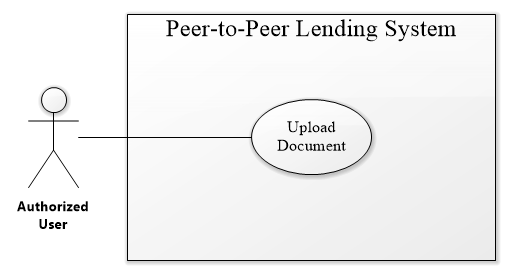 Peer-to-Peer Lending System
Upload
Document
Authorized
User